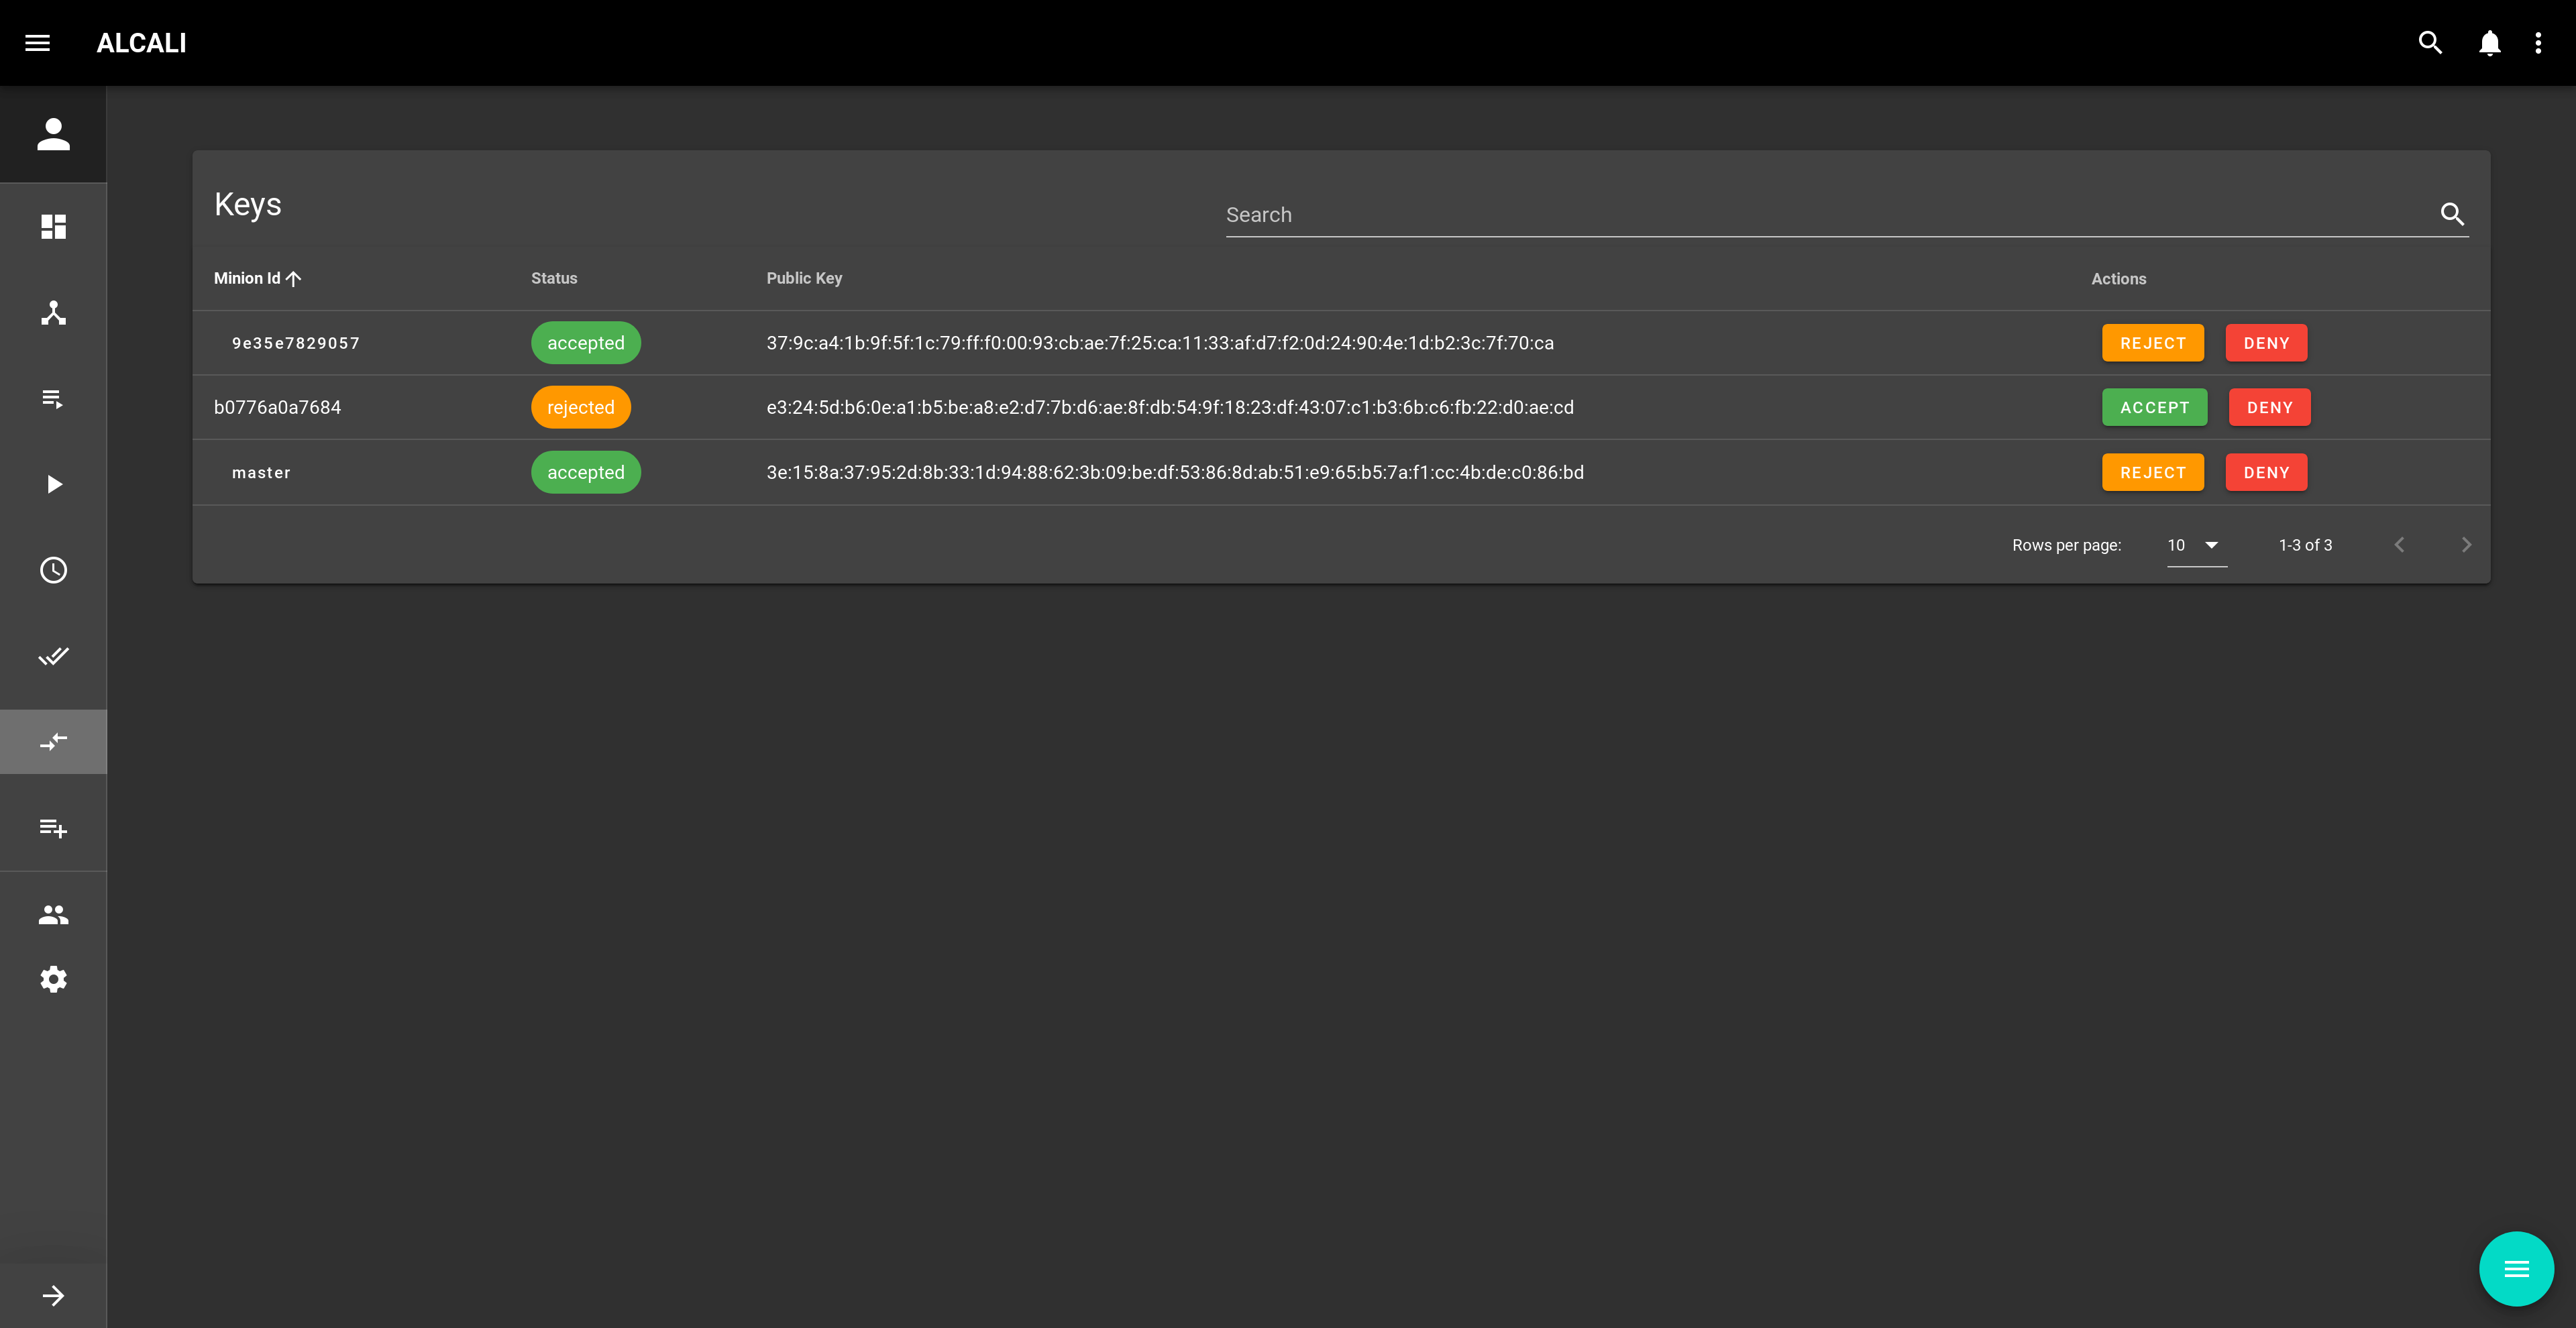 ALCALI
Keys
Search
Minion Id Status Public Key Actions
9e35e7829057 accepted 37:9c:a4:1b:9f:5f:1c:79:ff:f0:00:93:cb:ae:7f:25:ca:11:33:af:d7:f2:0d:24:90:4e:1d:b2:3c:7f:70:ca REJECT DENY
b0776a0a7684 rejected e3:24:5d:b6:0e:a1:b5:be:a8:e2:d7:7b:d6:ae:8f:db:54:9f:18:23:df:43:07:c1:b3:6b:c6:fb:22:d0:ae:cd ACCEPT DENY
master accepted 3e:15:8a:37:95:2d:8b:33:1d:94:88:62:3b:09:be:df:53:86:8d:ab:51:e9:65:b5:7a:f1:cc:4b:de:c0:86:bd REJECT DENY
Rows per page: 10 1-3 of 3